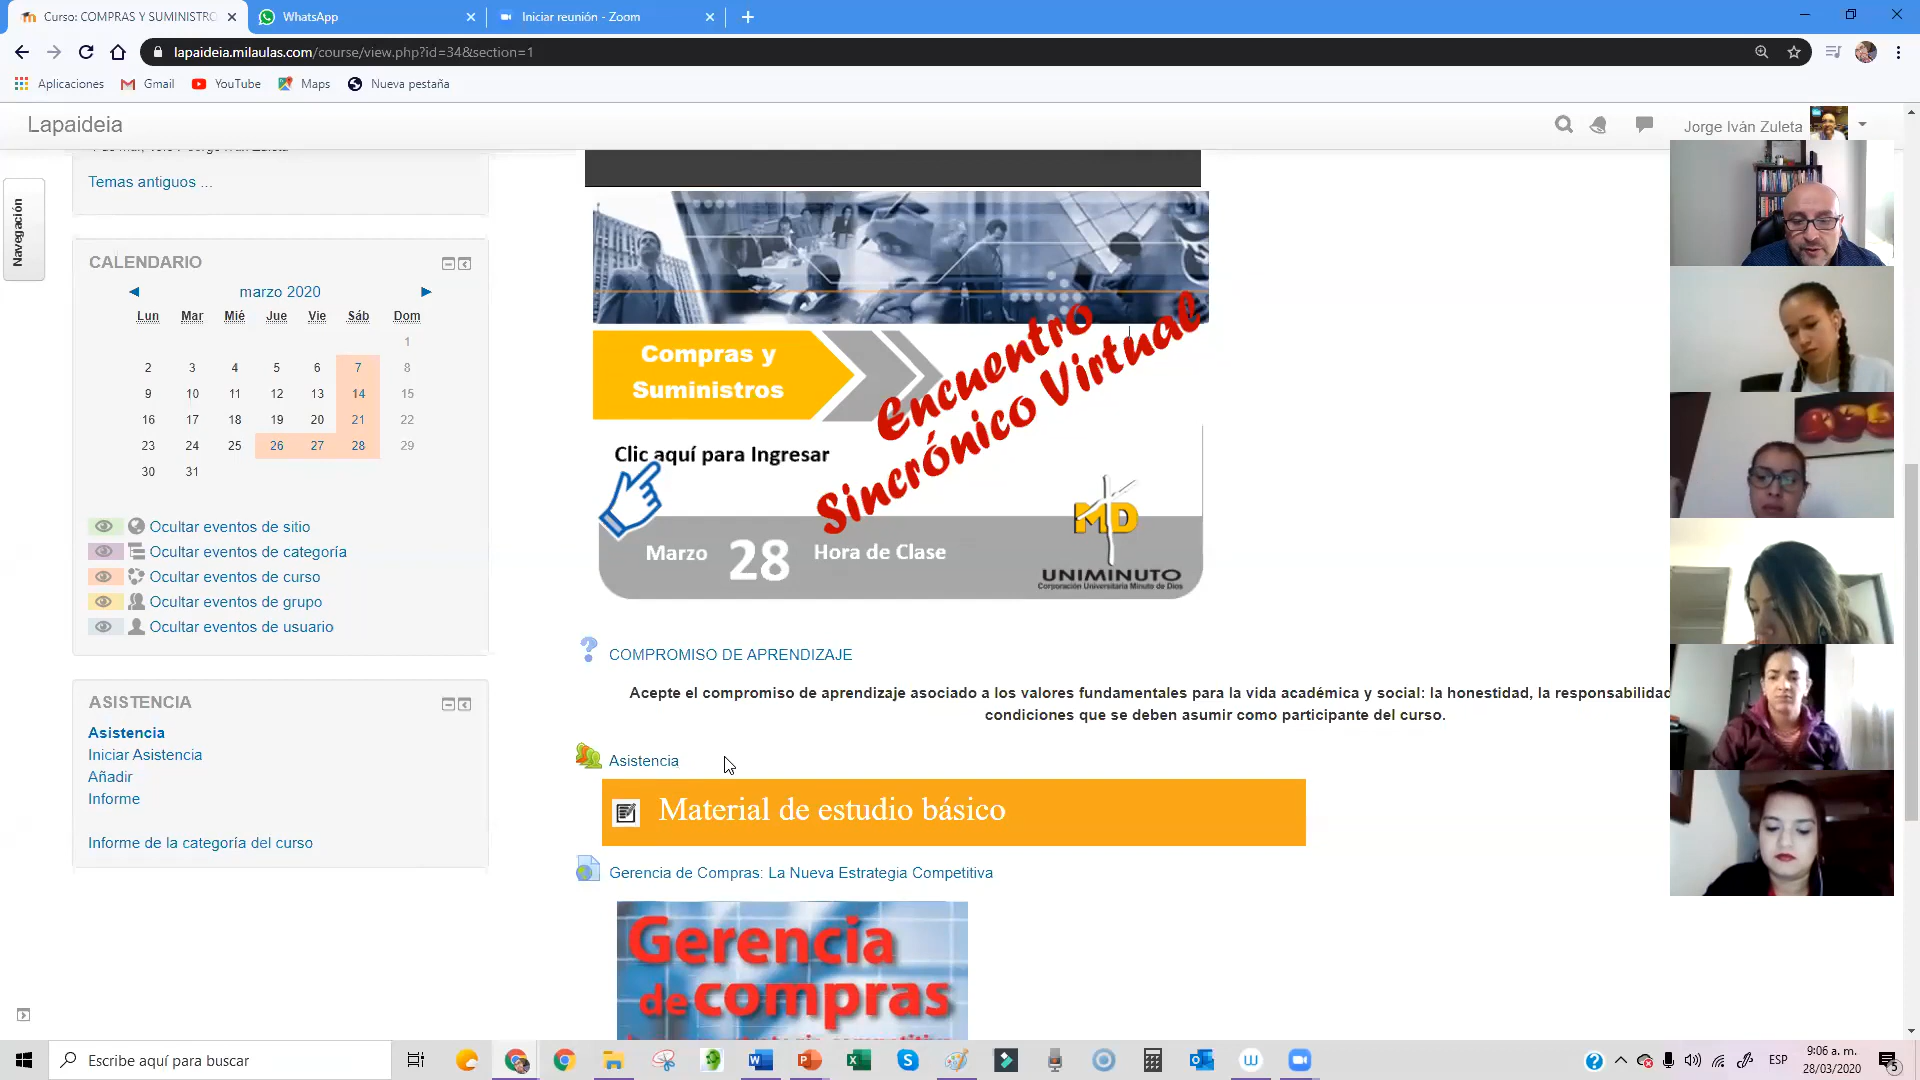 Curso: COMPRAS Y SUMINISTRO
WhatsApp
Iniciar reunión - Zoom
lapaideia.milaulas.com/course/view.php?id=34&section=1
Aplicaciones
Gmail
YouTube
Maps
Nueva pestaña
Lapaideia
Jorge Iván Zuleta
Navegación
Temas antiguos ...
CALENDARIO
marzo 2020
Lun Mar Mié Jue Vie Sáb Dom
1
2 3 4 5 6 7 8
9 10 11 12 13 14 15
16 17 18 19 20 21 22
23 24 25 26 27 28 29
30 31
Ocultar eventos de sitio
Ocultar eventos de categoría
Ocultar eventos de curso
Ocultar eventos de grupo
Ocultar eventos de usuario
ASISTENCIA
Asistencia
Iniciar Asistencia
Añadir
Informe
Informe de la categoría del curso
Compras y
Suministros
Encuentro
Sincrónico Virtual
Clic aquí para Ingresar
Marzo 28 Hora de Clase
MD
UNIMINUTO
Corporación Universitaria Minuto de Dios
COMPROMISO DE APRENDIZAJE
Acepte el compromiso de aprendizaje asociado a los valores fundamentales para la vida académica y social: la honestidad, la responsabilidad
condiciones que se deben asumir como participante del curso.
Asistencia
Material de estudio básico
Gerencia de Compras: La Nueva Estrategia Competitiva
Gerencia
de compras
Escribe aquí para buscar
ESP
9:06 a. m.
28/03/2020
5